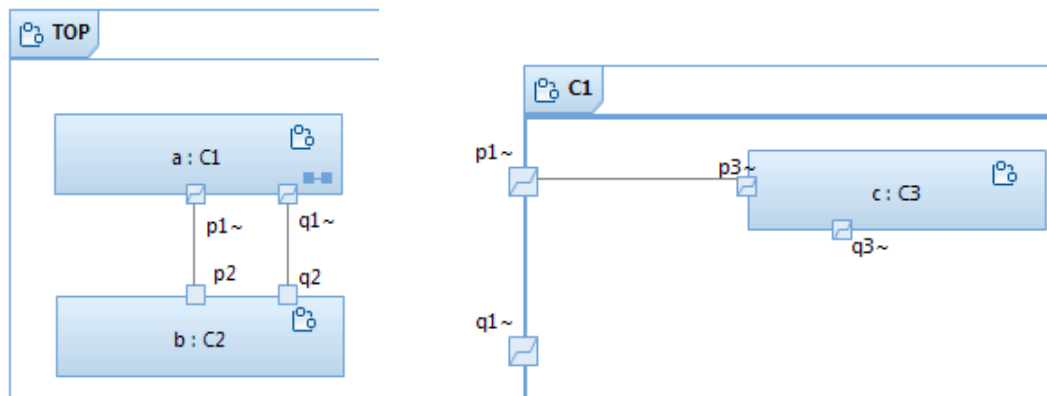 TOP
a : C1
p1~
q1~
p2
q2
b : C2
C1
p1~
p3~
c : C3
q3~
q1~